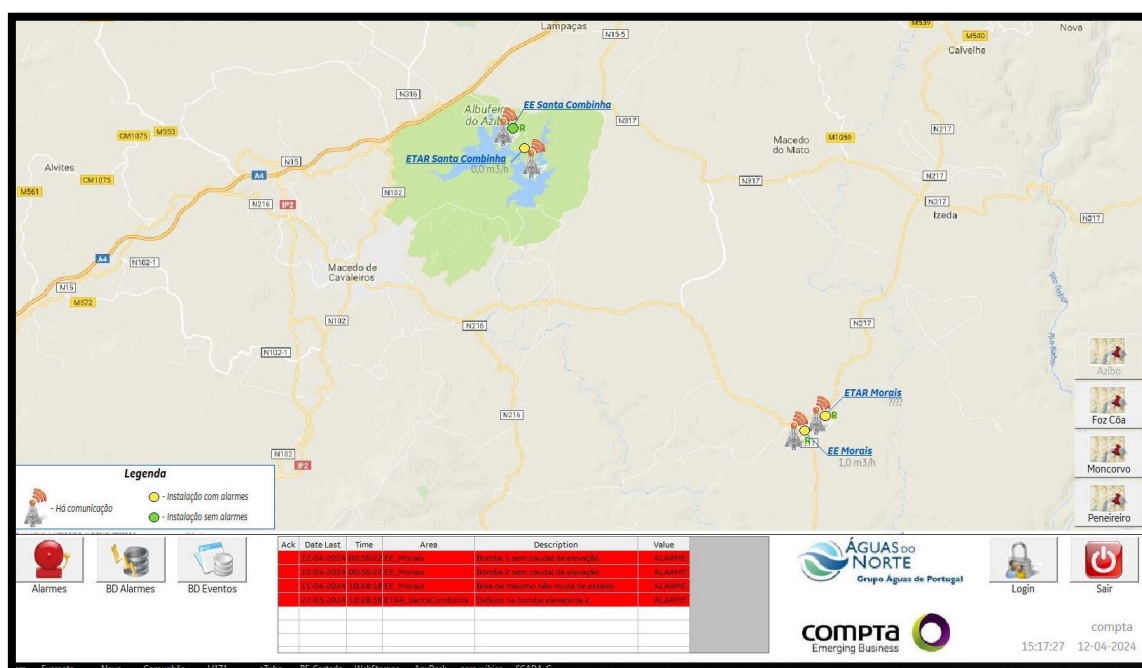 Lampaças
N15-5
M539
M540
Nova
Calvelhe
N316
Albufeira
do Azibo
EE Santa Combinha
R
N317
CM1075
M553
N15
ETAR Santa Combinha
0,0 m3/h
Macedo
do Mato
M1089
N217
Alvites
CM1075
A4
N102
N317
N217
M561
N216
IP2
N317
Izeda
N217
A4
N102-1
Macedo de
Cavaleiros
N15
M572
N102
N216
N217
N102-1
Azibo
ETAR Morais
????
R
N216
Foz Côa
R
EE Morais
1,0 m3/h
N102
IP2
Moncorvo
Legenda
- Há comunicação
- Instalação com alarmes
- Instalação sem alarmes
Peneireiro
Ack Date Last Time Area Description Value
12-04-2024 00:36:22 EE_Morais Bomba 1 sem caudal de elevação ALARME
12-04-2024 00:36:22 EE_Morais Bomba 2 sem caudal de elevação ALARME
11-04-2024 10:18:18 EE_Morais Bóia de máximo não muda de estado ALARME
27-03-2024 10:28:38 ETAR_SantaCombinha Defeito na bomba elevatória 2 ALARME
Alarmes
BD Alarmes
BD Eventos
ÁGUAS DO
NORTE
Grupo Águas de Portugal
Login
Sair
compta
Emerging Business
compta
15:17:27 12-04-2024